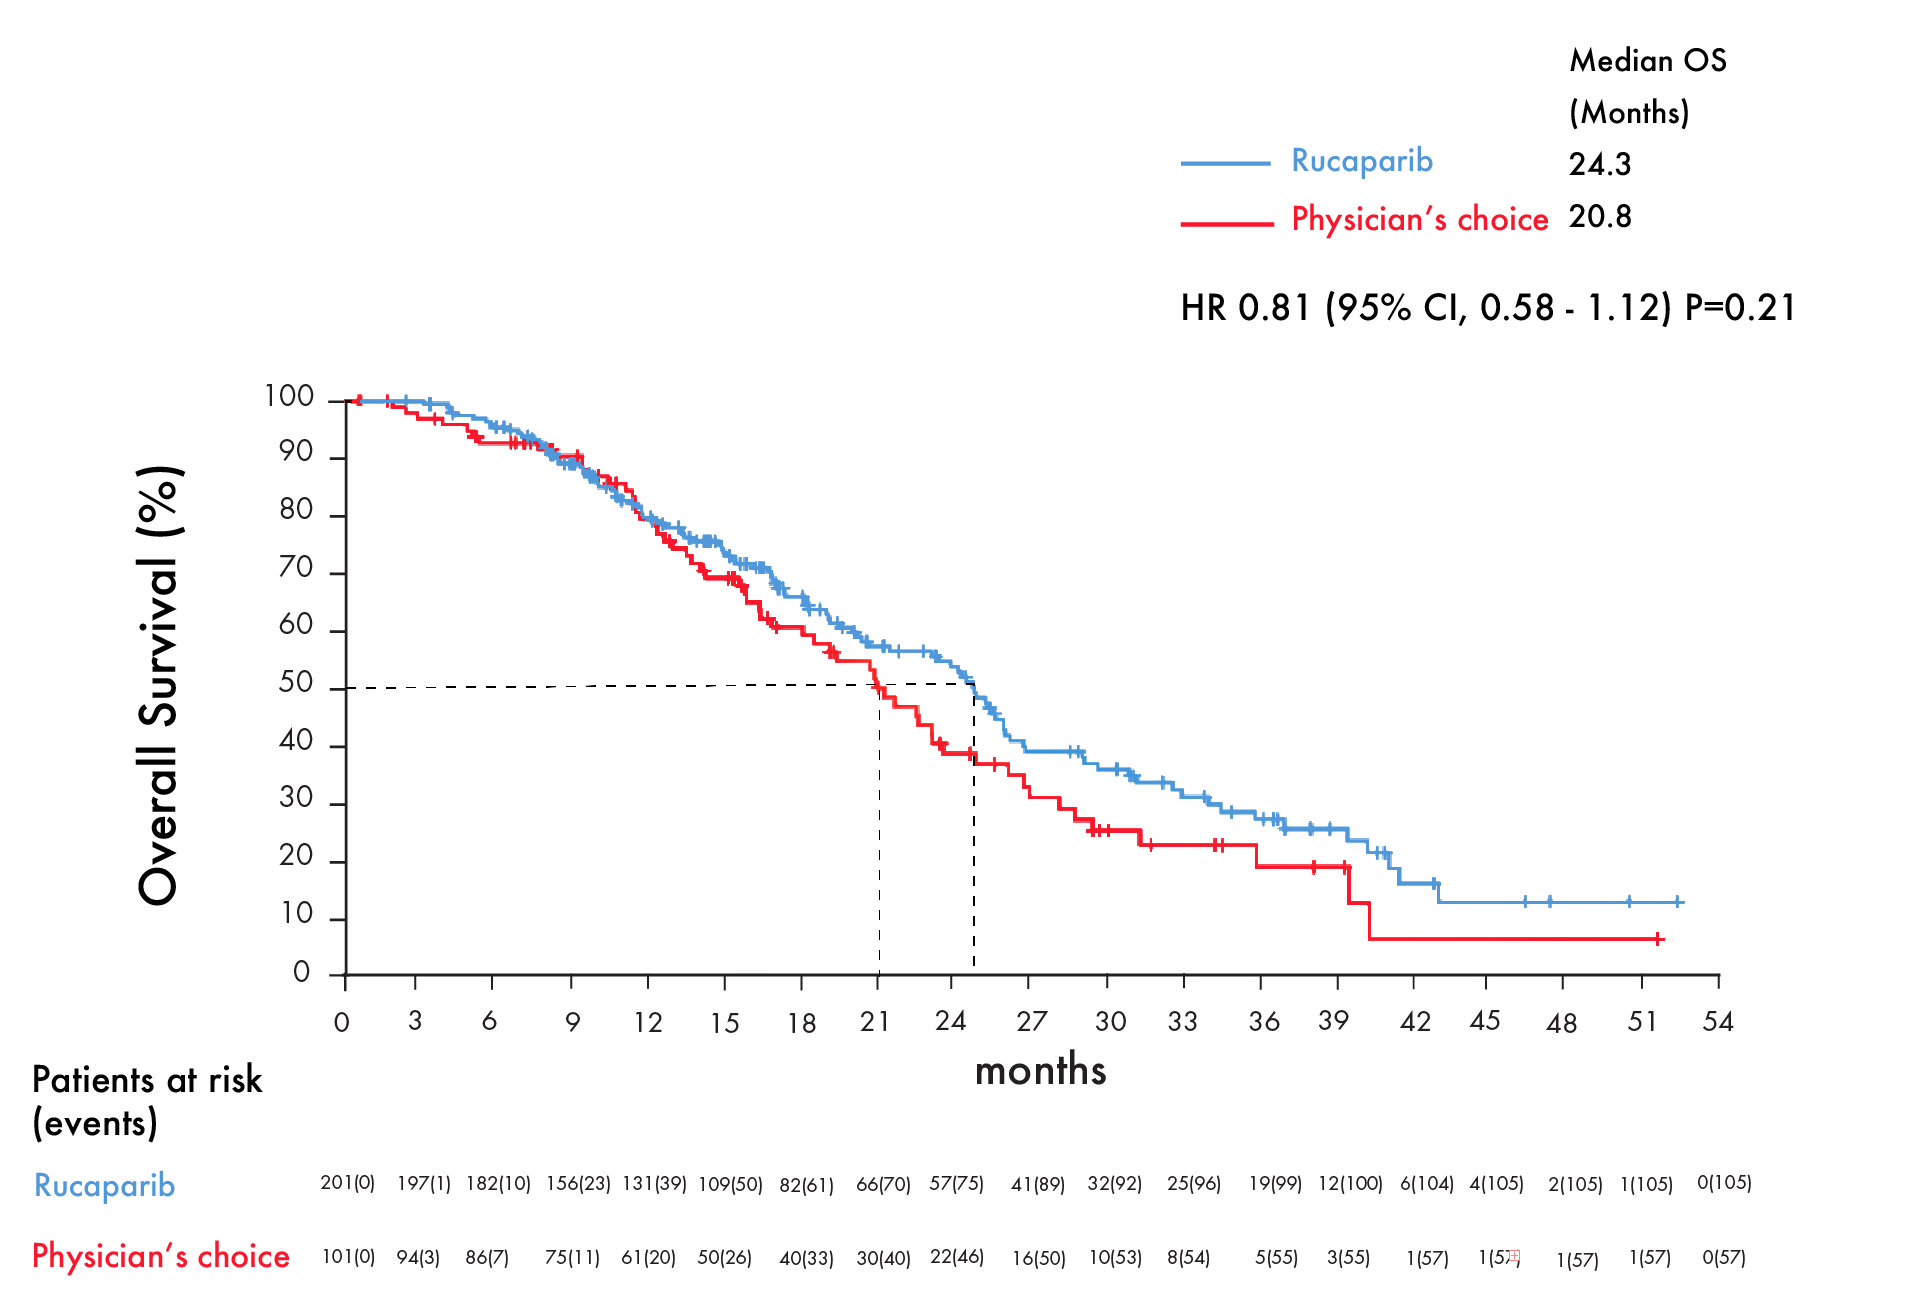 Median OS
(Months)
Rucaparib 24.3
Physician's choice 20.8
HR 0.81 (95% CI, 0.58 - 1.12) P=0.21
Overall Survival (%)
100
90
80
70
60
50
40
30
20
10
0
0 3 6 9 12 15 18 21 24 27 30 33 36 39 42 45 48 51 54
months
Patients at risk
(events)
Rucaparib 201(0) 197(1) 182(10) 156(23) 131(39) 109(50) 82(61) 66(70) 57(75) 41(89) 32(92) 25(96) 19(99) 12(100) 6(104) 4(105) 2(105) 1(105) 0(105)
Physician's choice 101(0) 94(3) 86(7) 75(11) 61(20) 50(26) 40(33) 30(40) 22(46) 16(50) 10(53) 8(54) 5(55) 3(55) 1(57) 1(57) 1(57) 1(57) 0(57)